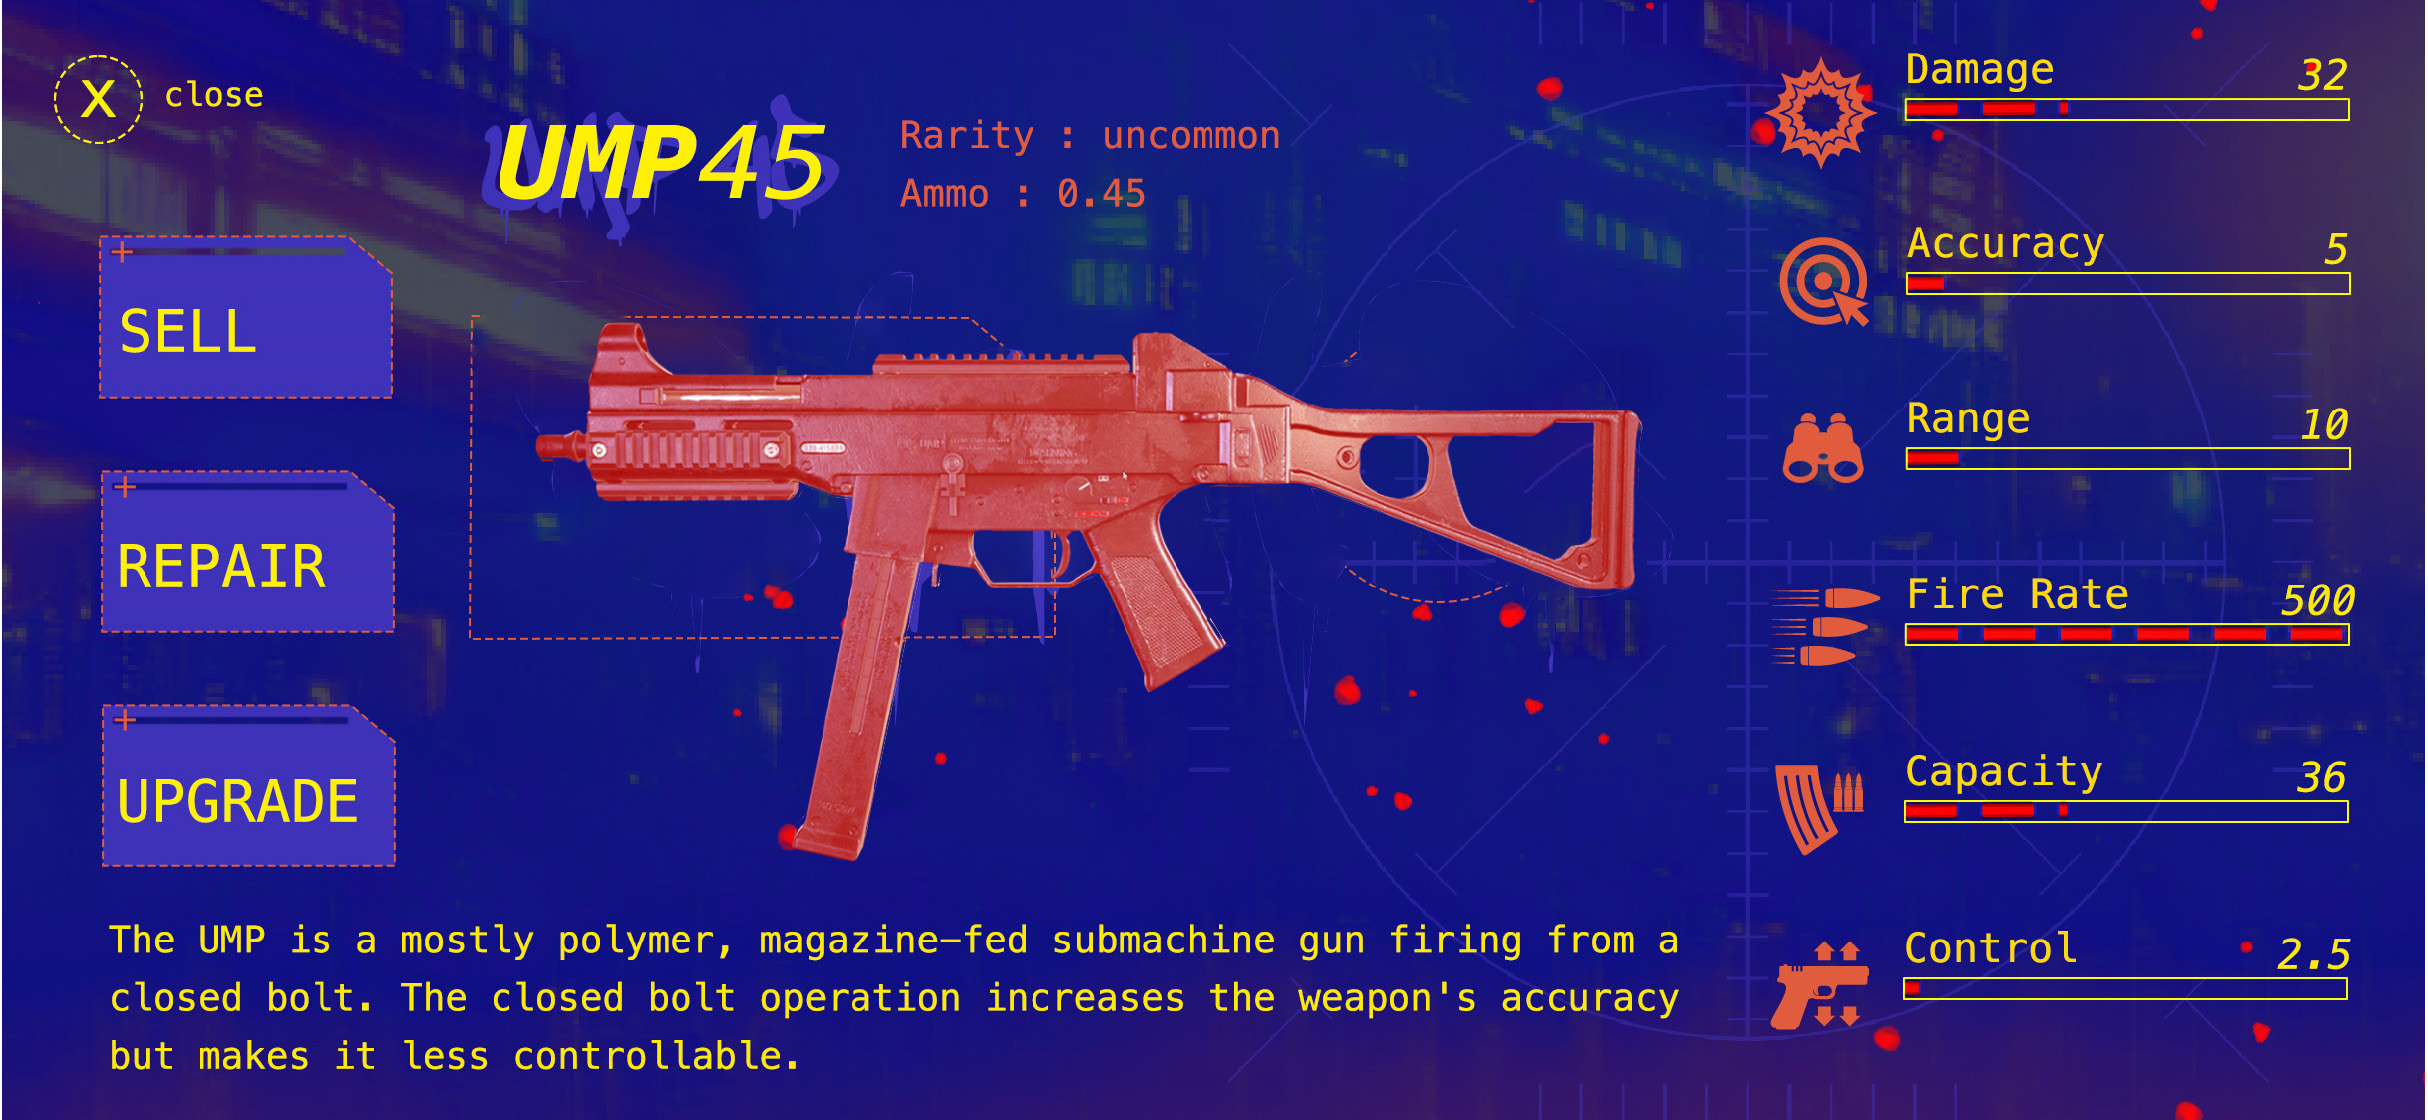 X close
UMP45
Rarity : uncommon
Ammo : 0.45
SELL
REPAIR
UPGRADE
Damage 32
Accuracy 5
Range 10
Fire Rate 500
Capacity 36
Control 2.5
The UMP is a mostly polymer, magazine-fed submachine gun firing from a
closed bolt. The closed bolt operation increases the weapon's accuracy
but makes it less controllable.